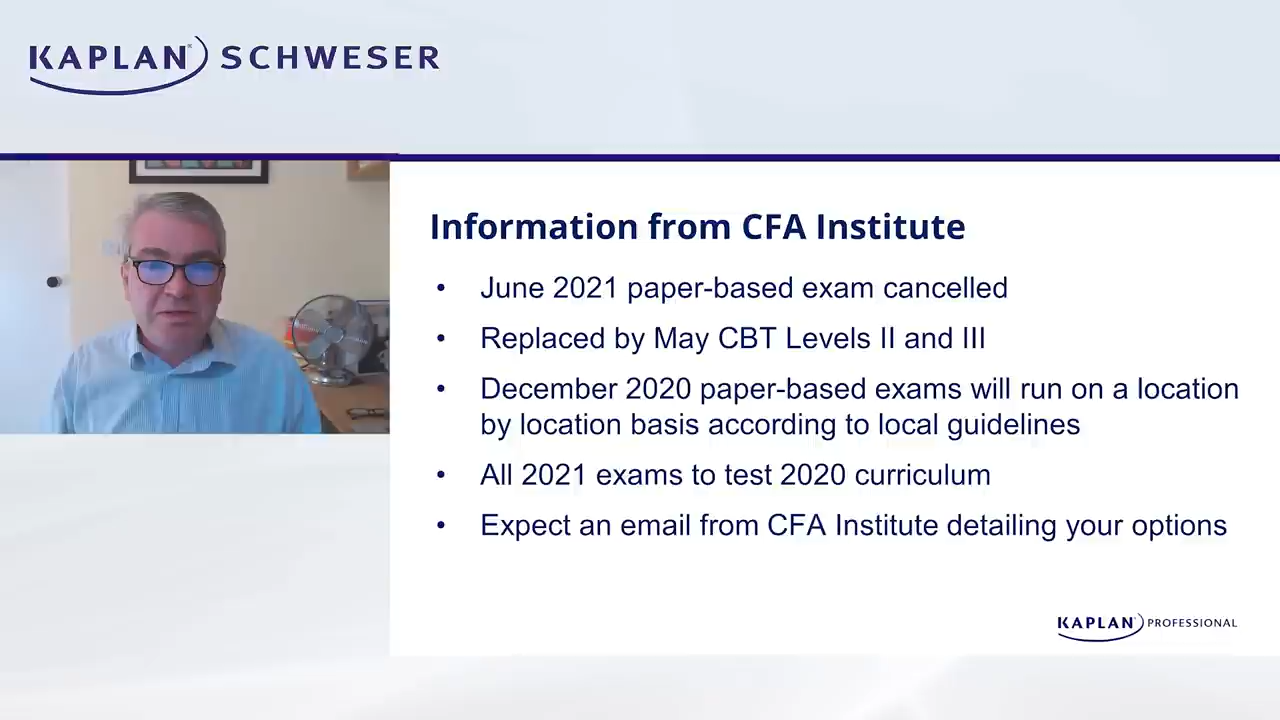 KAPLAN SCHWESER
Information from CFA Institute
• June 2021 paper-based exam cancelled
• Replaced by May CBT Levels II and III
• December 2020 paper-based exams will run on a location
by location basis according to local guidelines
• All 2021 exams to test 2020 curriculum
• Expect an email from CFA Institute detailing your options
KAPLAN PROFESSIONAL